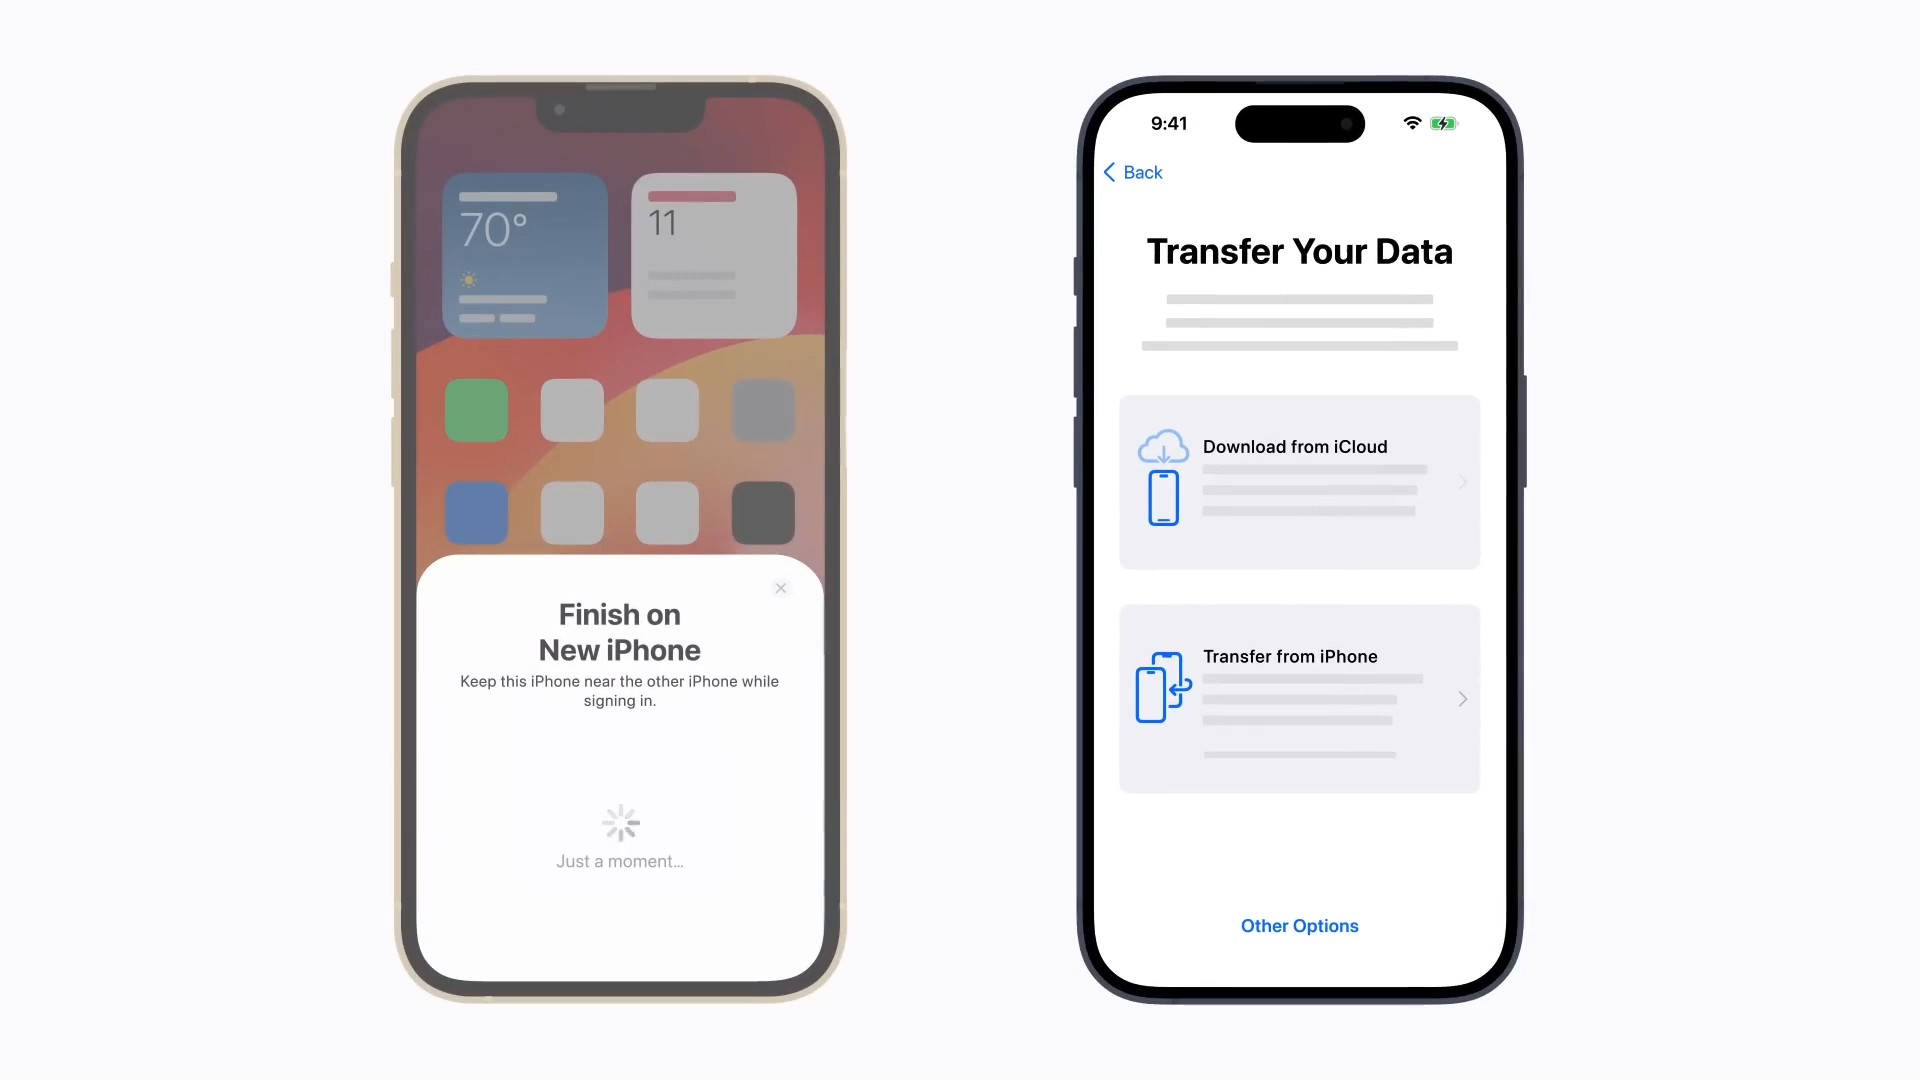 70°
11
Finish on
New iPhone
Keep this iPhone near the other iPhone while
signing in.
Just a moment...
9:41
Back
Transfer Your Data
Download from iCloud
Transfer from iPhone
Other Options